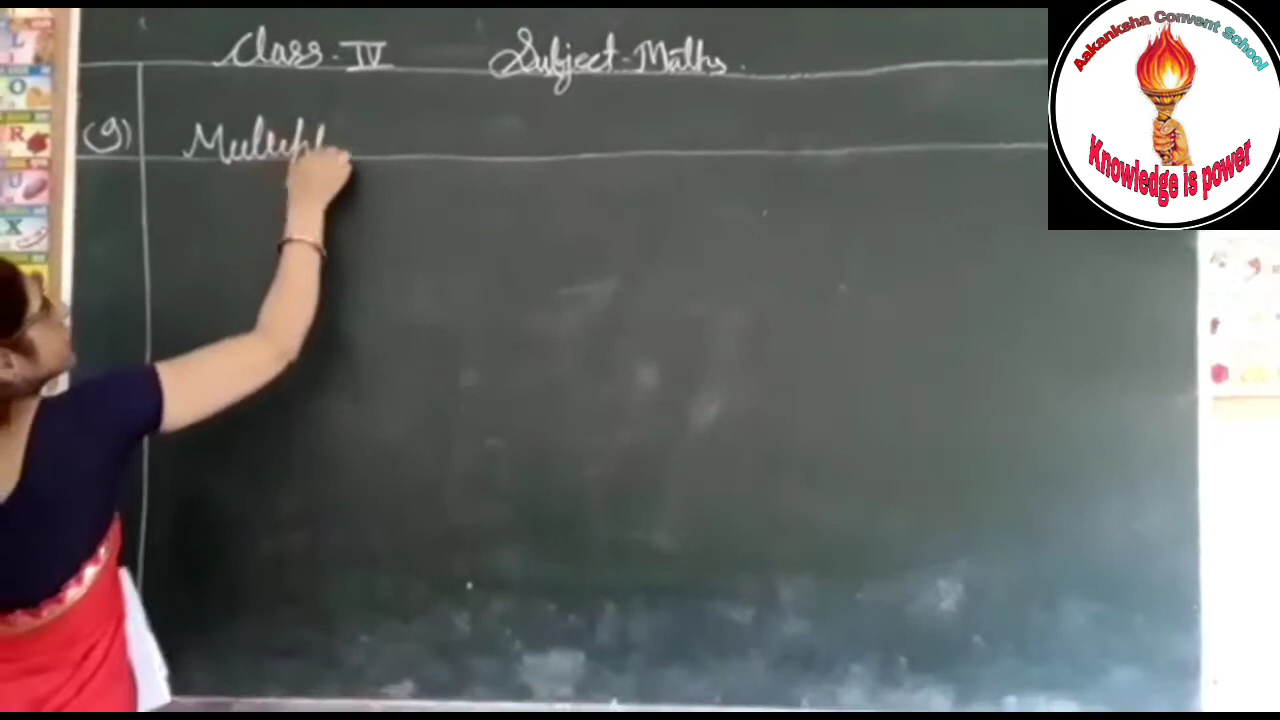 Class - IV Subject - Maths.
(9) Multipl
Aakanksha Convent School
Knowledge is power
L
O
R
U
X